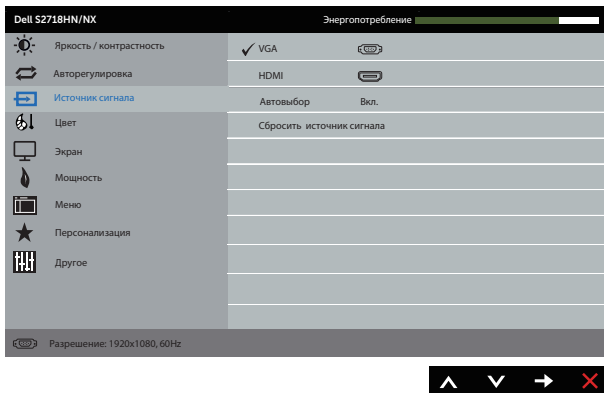 Dell S2718HN/NX Энергопотребление
Яркость / контрастность
Авторегулировка
Источник сигнала
Цвет
Экран
Мощность
Меню
Персонализация
Другое
VGA
HDMI
Автовыбор Вкл.
Сбросить источник сигнала
Разрешение: 1920x1080, 60Hz